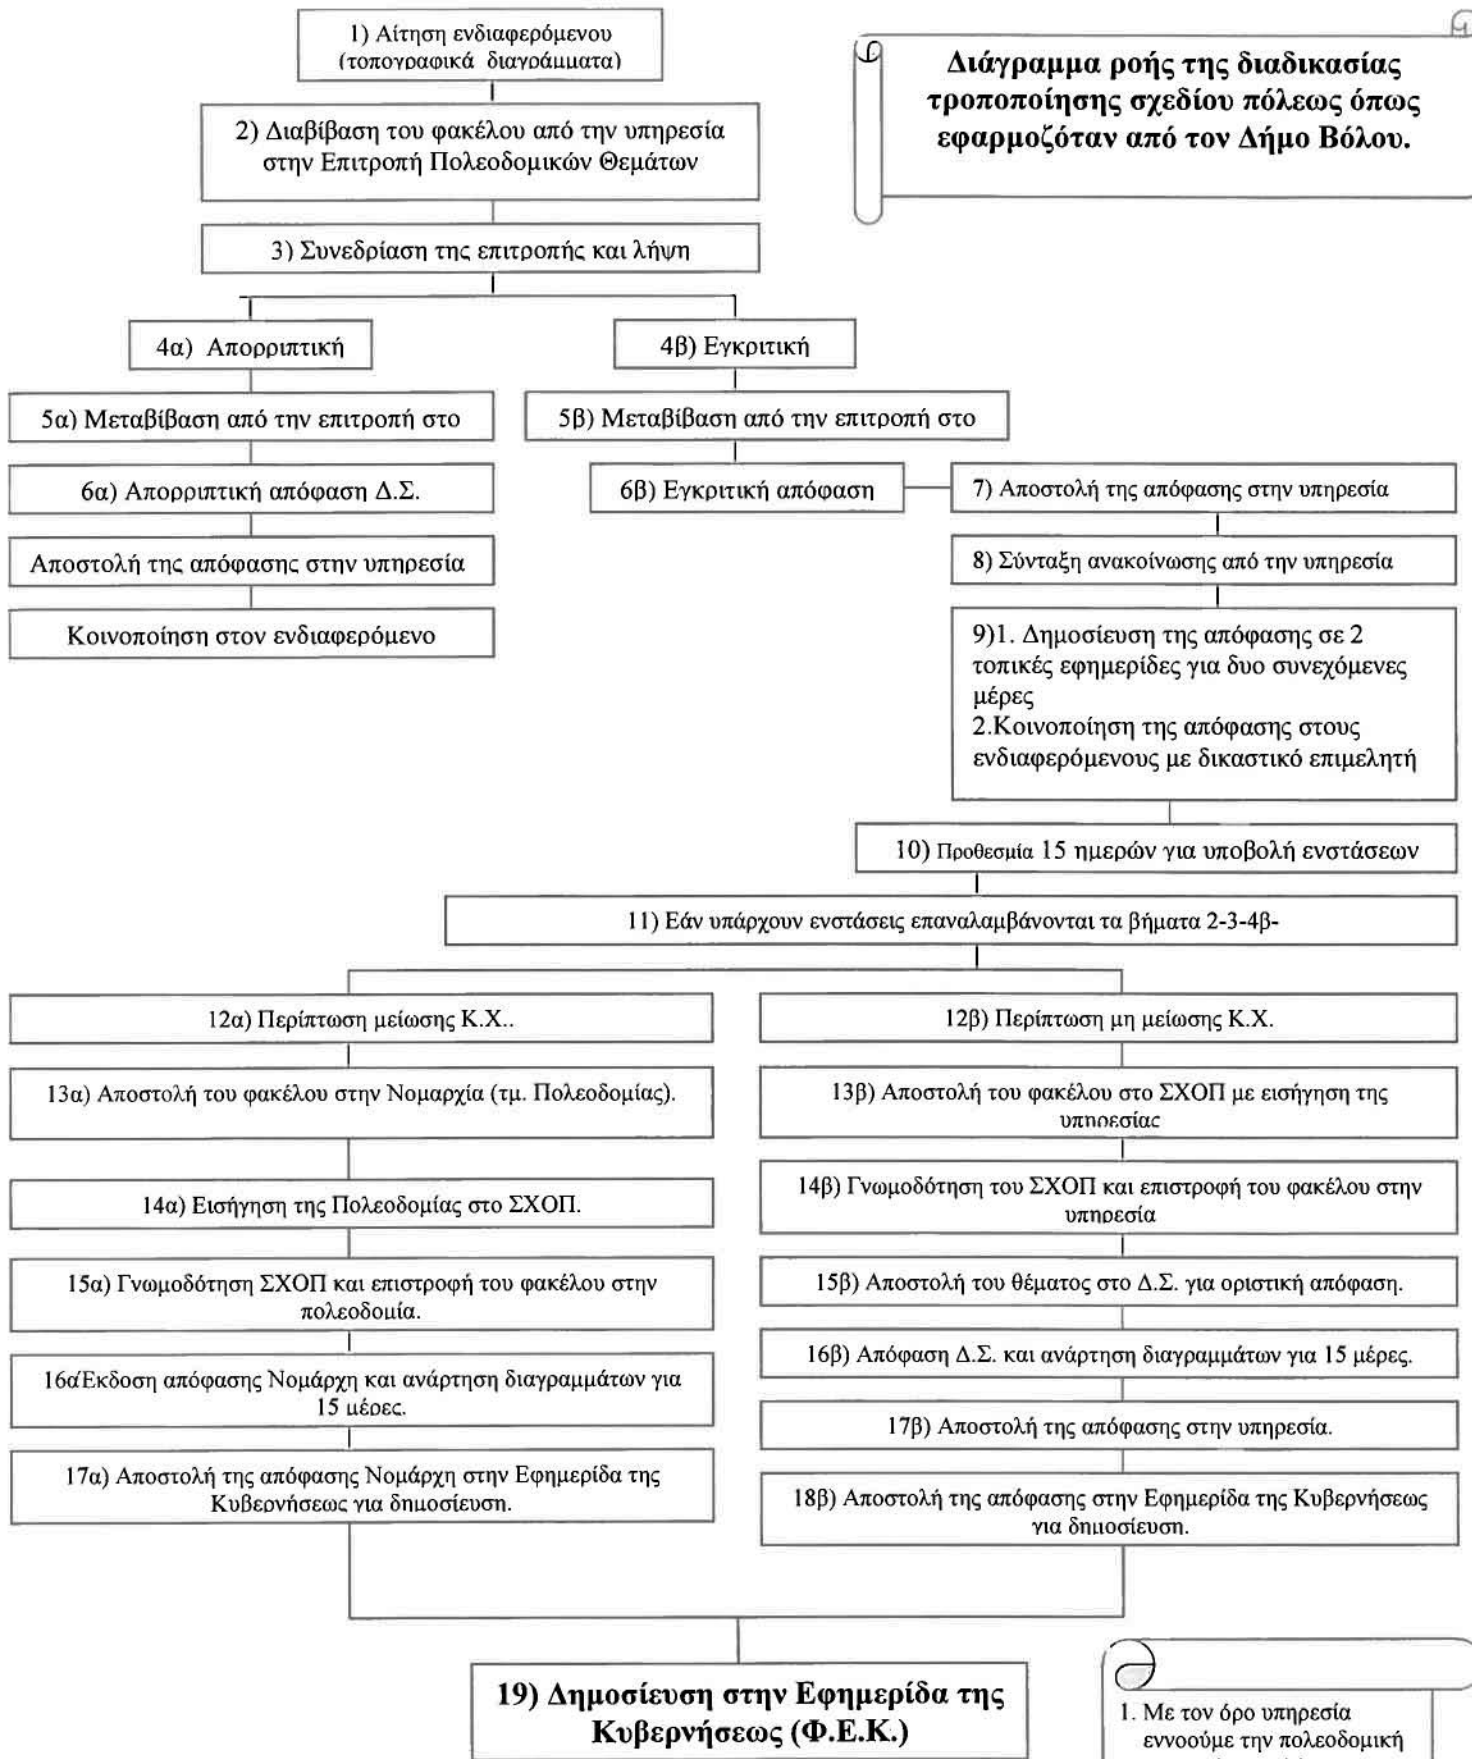 1) Αίτηση ενδιαφερόμενου
(τοπογραφικά διαγράμματα)
Διάγραμμα ροής της διαδικασίας
τροποποίησης σχεδίου πόλεως όπως
εφαρμοζόταν από τον Δήμο Βόλου.
2) Διαβίβαση του φακέλου από την υπηρεσία
στην Επιτροπή Πολεοδομικών Θεμάτων
3) Συνεδρίαση της επιτροπής και λήψη
4α) Απορριπτική
4β) Εγκριτική
5α) Μεταβίβαση από την επιτροπή στο
5β) Μεταβίβαση από την επιτροπή στο
6α) Απορριπτική απόφαση Δ.Σ.
6β) Εγκριτική απόφαση
7) Αποστολή της απόφασης στην υπηρεσία
Αποστολή της απόφασης στην υπηρεσία
8) Σύνταξη ανακοίνωσης από την υπηρεσία
Κοινοποίηση στον ενδιαφερόμενο
9)1. Δημοσίευση της απόφασης σε 2
τοπικές εφημερίδες για δυο συνεχόμενες
μέρες
2.Κοινοποίηση της απόφασης στους
ενδιαφερόμενους με δικαστικό επιμελητή
10) Προθεσμία 15 ημερών για υποβολή ενστάσεων
11) Εάν υπάρχουν ενστάσεις επαναλαμβάνονται τα βήματα 2-3-4β-
12α) Περίπτωση μείωσης Κ.Χ..
12β) Περίπτωση μη μείωσης Κ.Χ.
13α) Αποστολή του φακέλου στην Νομαρχία (τμ. Πολεοδομίας).
13β) Αποστολή του φακέλου στο ΣΧΟΠ με εισήγηση της
υπηρεσίας
14α) Εισήγηση της Πολεοδομίας στο ΣΧΟΠ.
14β) Γνωμοδότηση του ΣΧΟΠ και επιστροφή του φακέλου στην
υπηρεσία
15α) Γνωμοδότηση ΣΧΟΠ και επιστροφή του φακέλου στην
πολεοδομία.
15β) Αποστολή του θέματος στο Δ.Σ. για οριστική απόφαση.
16άΈκδοση απόφασης Νομάρχη και ανάρτηση διαγραμμάτων για
15 μέρες.
16β) Απόφαση Δ.Σ. και ανάρτηση διαγραμμάτων για 15 μέρες.
17β) Αποστολή της απόφασης στην υπηρεσία.
17α) Αποστολή της απόφασης Νομάρχη στην Εφημερίδα της
Κυβερνήσεως για δημοσίευση.
18β) Αποστολή της απόφασης στην Εφημερίδα της Κυβερνήσεως
για δημοσίευση.
19) Δημοσίευση στην Εφημερίδα της
Κυβερνήσεως (Φ.Ε.Κ.)
1. Με τον όρο υπηρεσία
εννοούμε την πολεοδομική